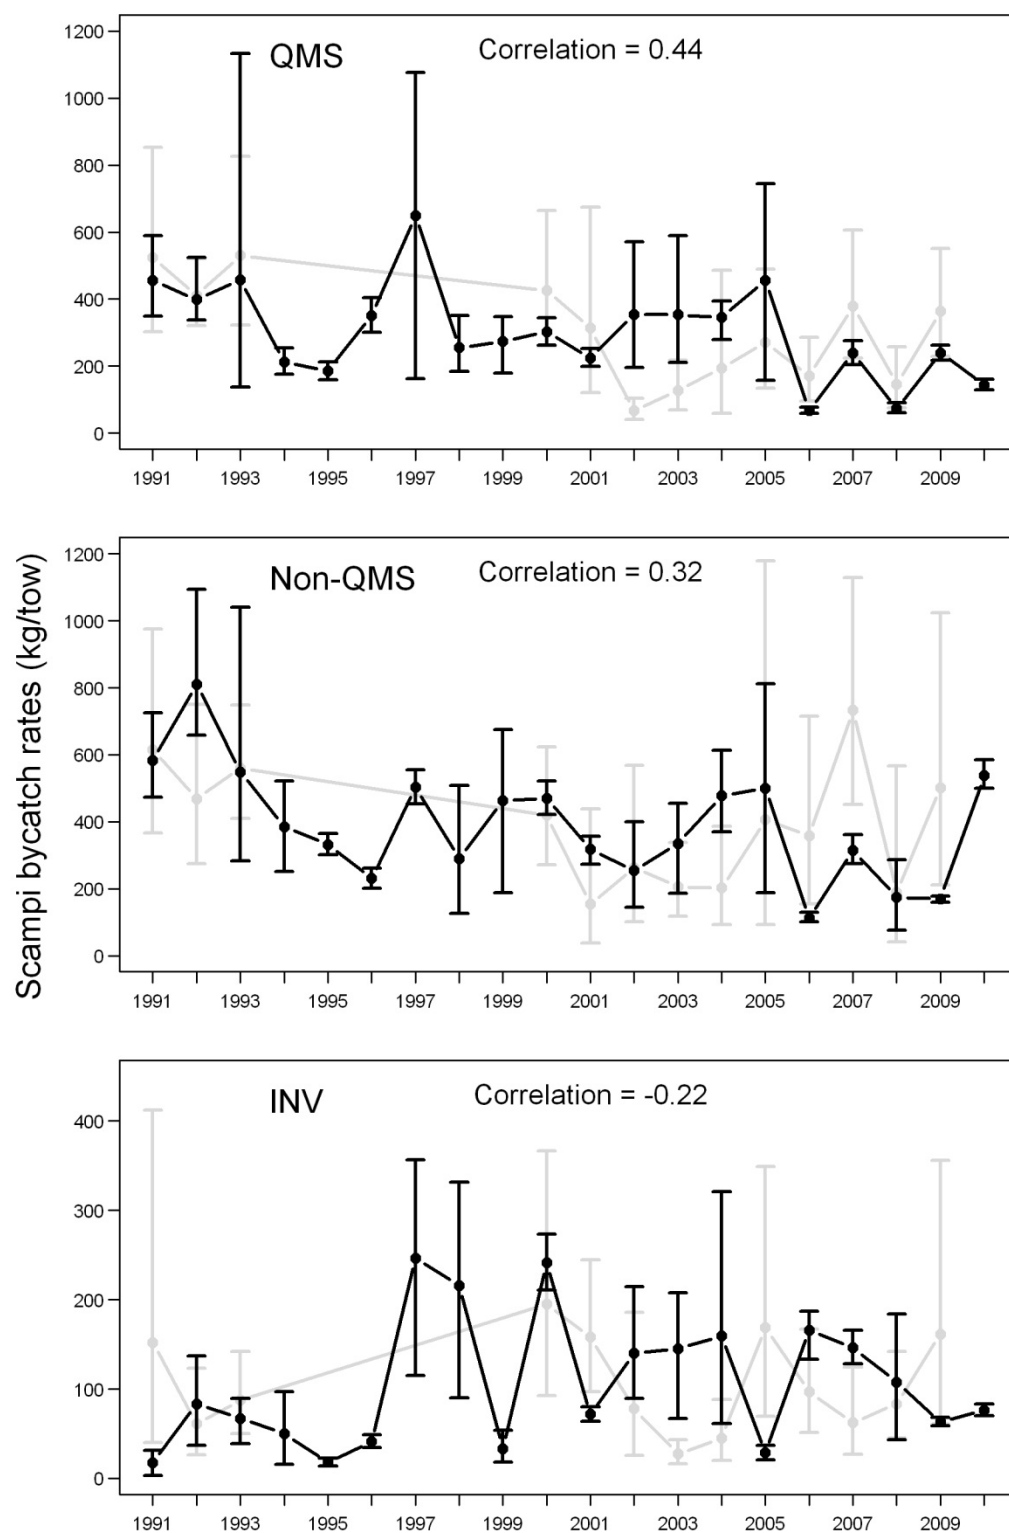 Scampi bycatch rates (kg/tow)
QMS
Correlation = 0.44
1200
1000
800
600
400
200
0
1991 1993 1995 1997 1999 2001 2003 2005 2007 2009
Non-QMS
Correlation = 0.32
1200
1000
800
600
400
200
0
1991 1993 1995 1997 1999 2001 2003 2005 2007 2009
INV
Correlation = -0.22
400
300
200
100
0
1991 1993 1995 1997 1999 2001 2003 2005 2007 2009